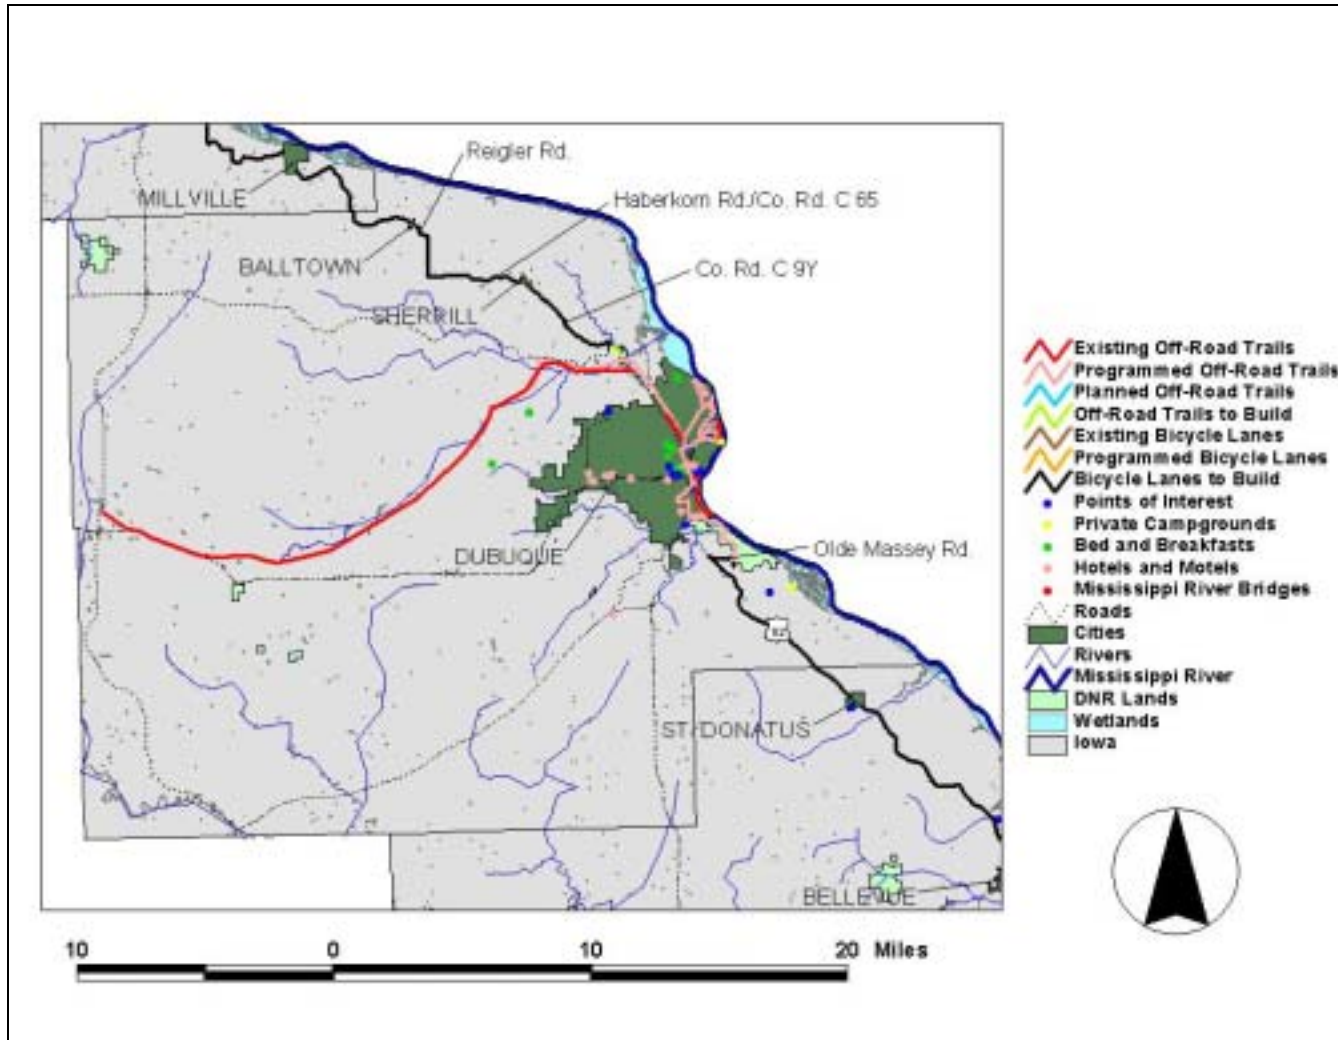 Reigler Rd.
MILLVILLE
Haberkorn Rd./Co. Rd. C 65
BALLTOWN
Co. Rd. C 9Y
SHERRILL
DUBUQUE
Olde Massey Rd.
52
ST. DONATUS
BELLEVUE
Existing Off-Road Trails
Programmed Off-Road Trails
Planned Off-Road Trails
Off-Road Trails to Build
Existing Bicycle Lanes
Programmed Bicycle Lanes
Bicycle Lanes to Build
Points of Interest
Private Campgrounds
Bed and Breakfasts
Hotels and Motels
Mississippi River Bridges
Roads
Cities
Rivers
Mississippi River
DNR Lands
Wetlands
Iowa
10 0 10 20 Miles